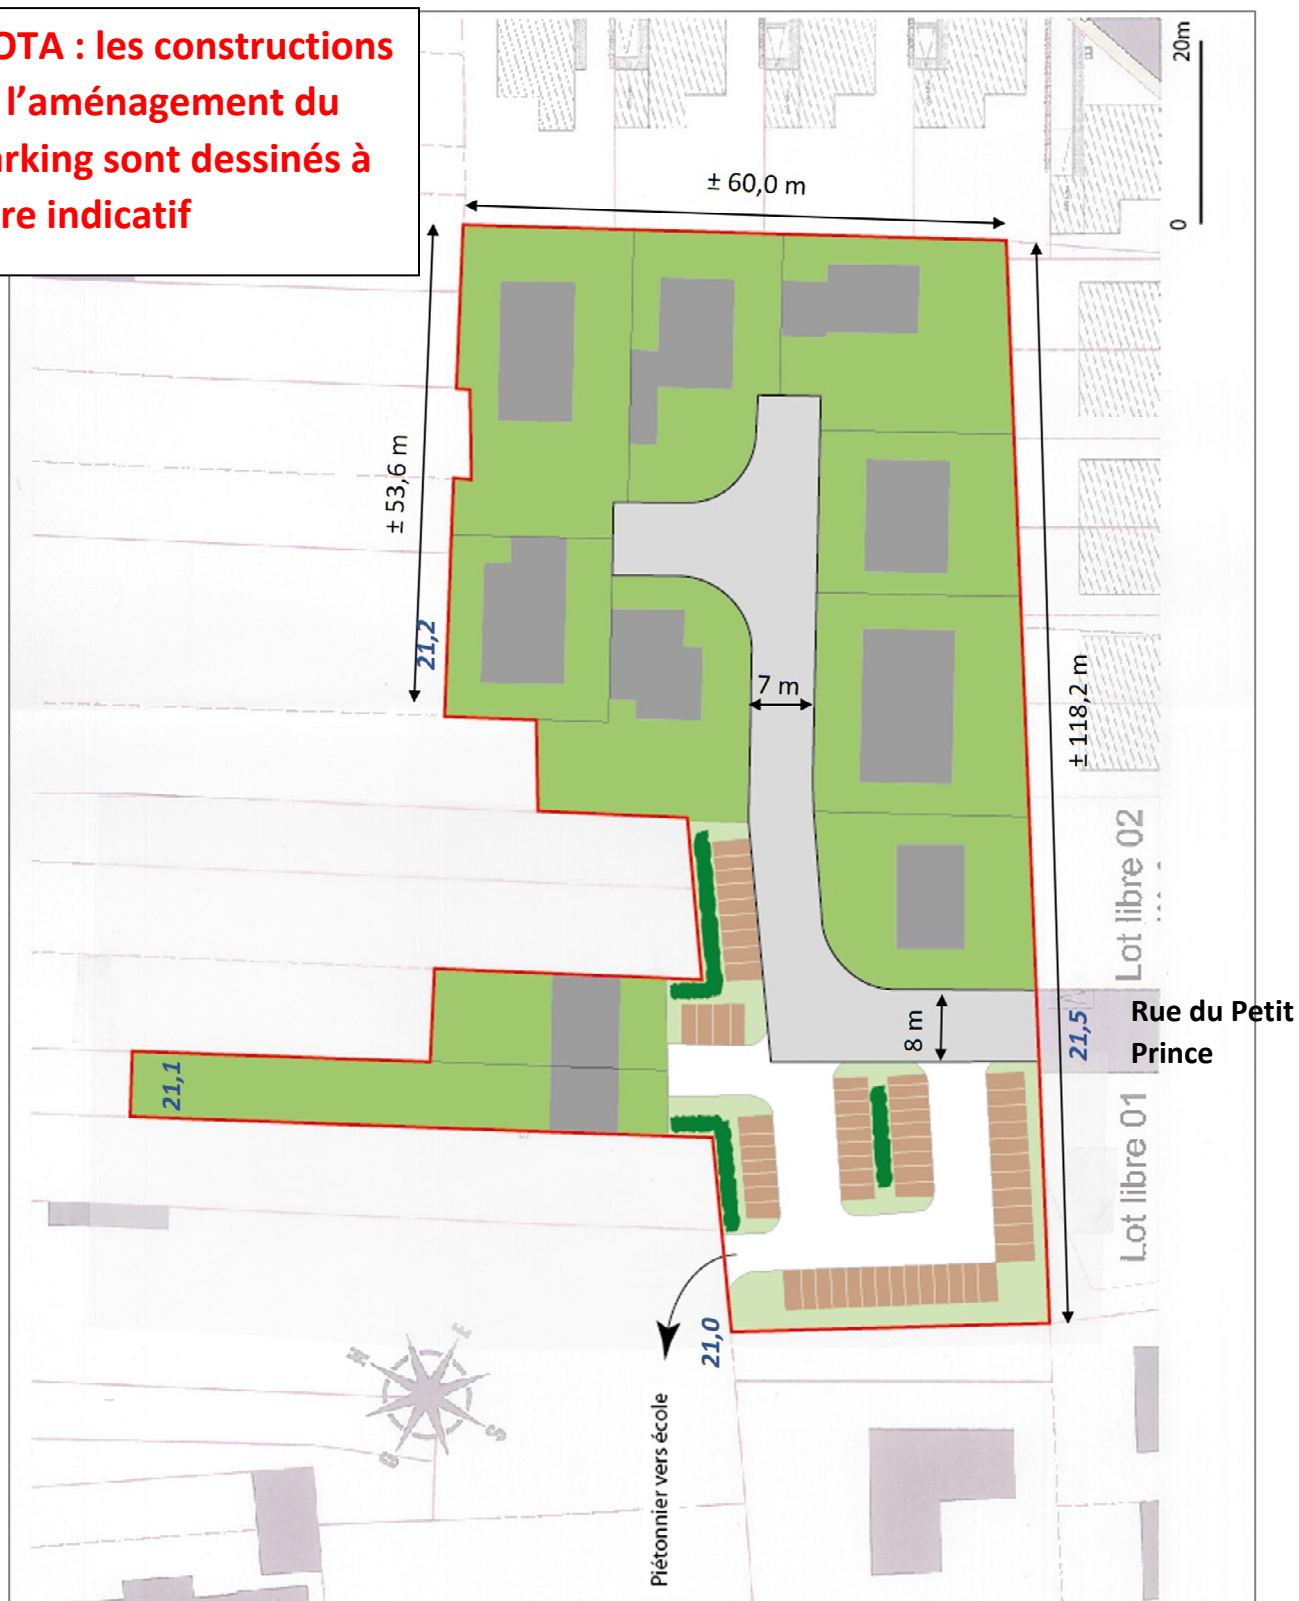 OTA : les constructions
l’aménagement du
arking sont dessinés à
re indicatif
20m
0
± 60,0 m
± 53,6 m
21,2
7 m
± 118,2 m
Lot libre 02
8 m
21,5
Rue du Petit
Prince
21,1
Lot libre 01
21,0
Piétonnier vers école
N
E
S
O